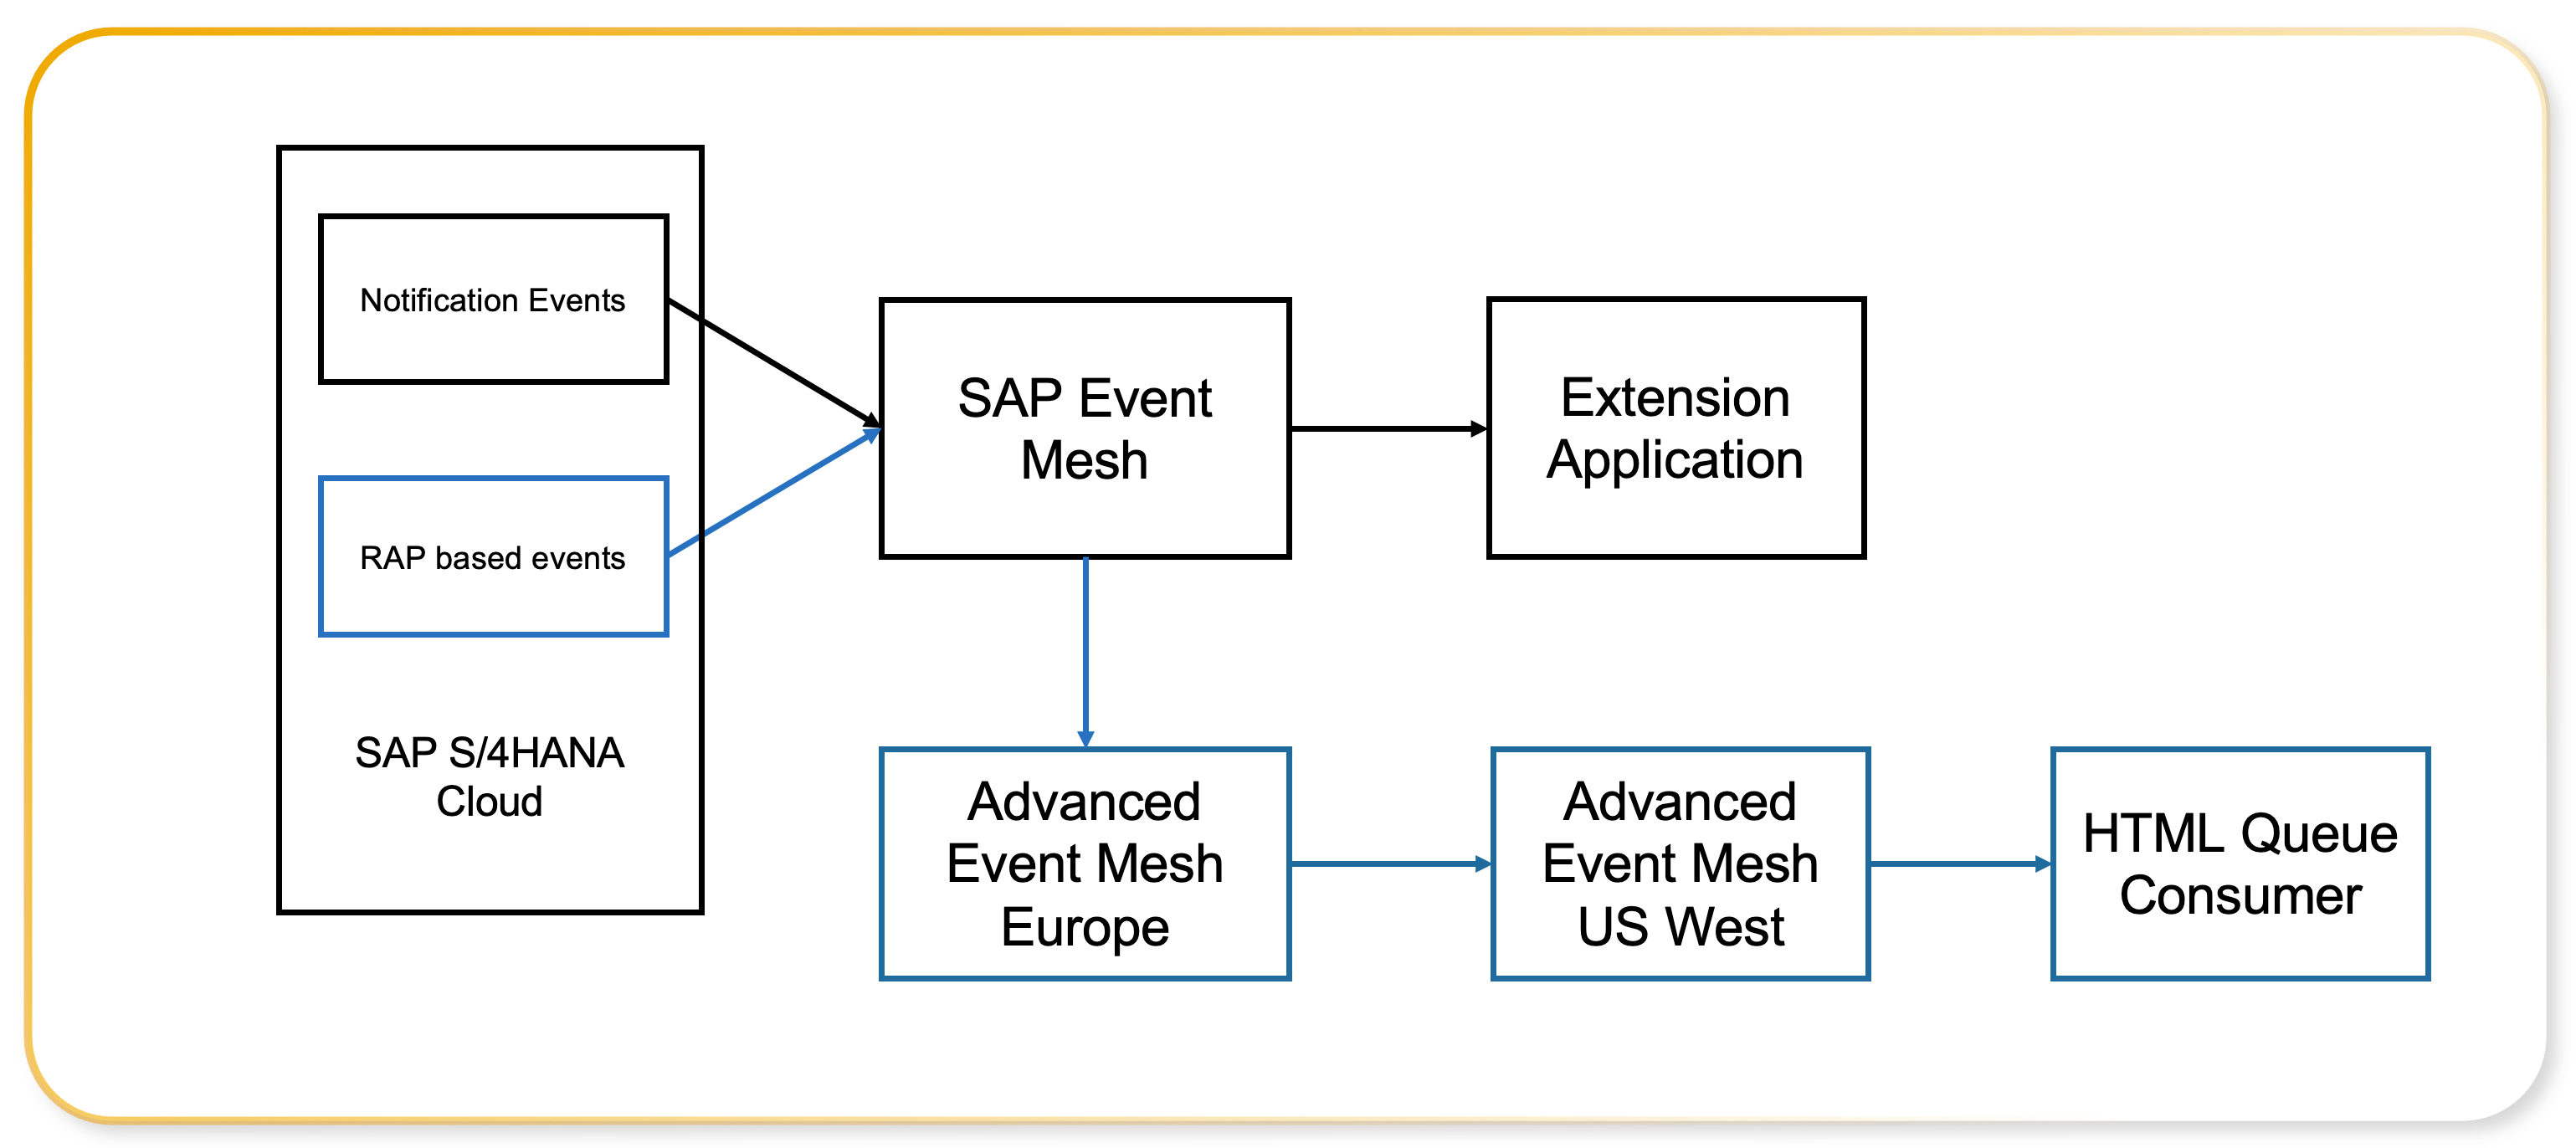 Notification Events
RAP based events
SAP S/4HANA
Cloud
SAP Event
Mesh
Extension
Application
Advanced
Event Mesh
Europe
Advanced
Event Mesh
US West
HTML Queue
Consumer